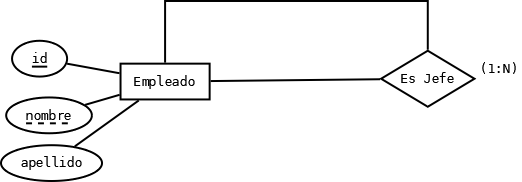 id
nombre
apellido
Empleado
Es Jefe
(1:N)